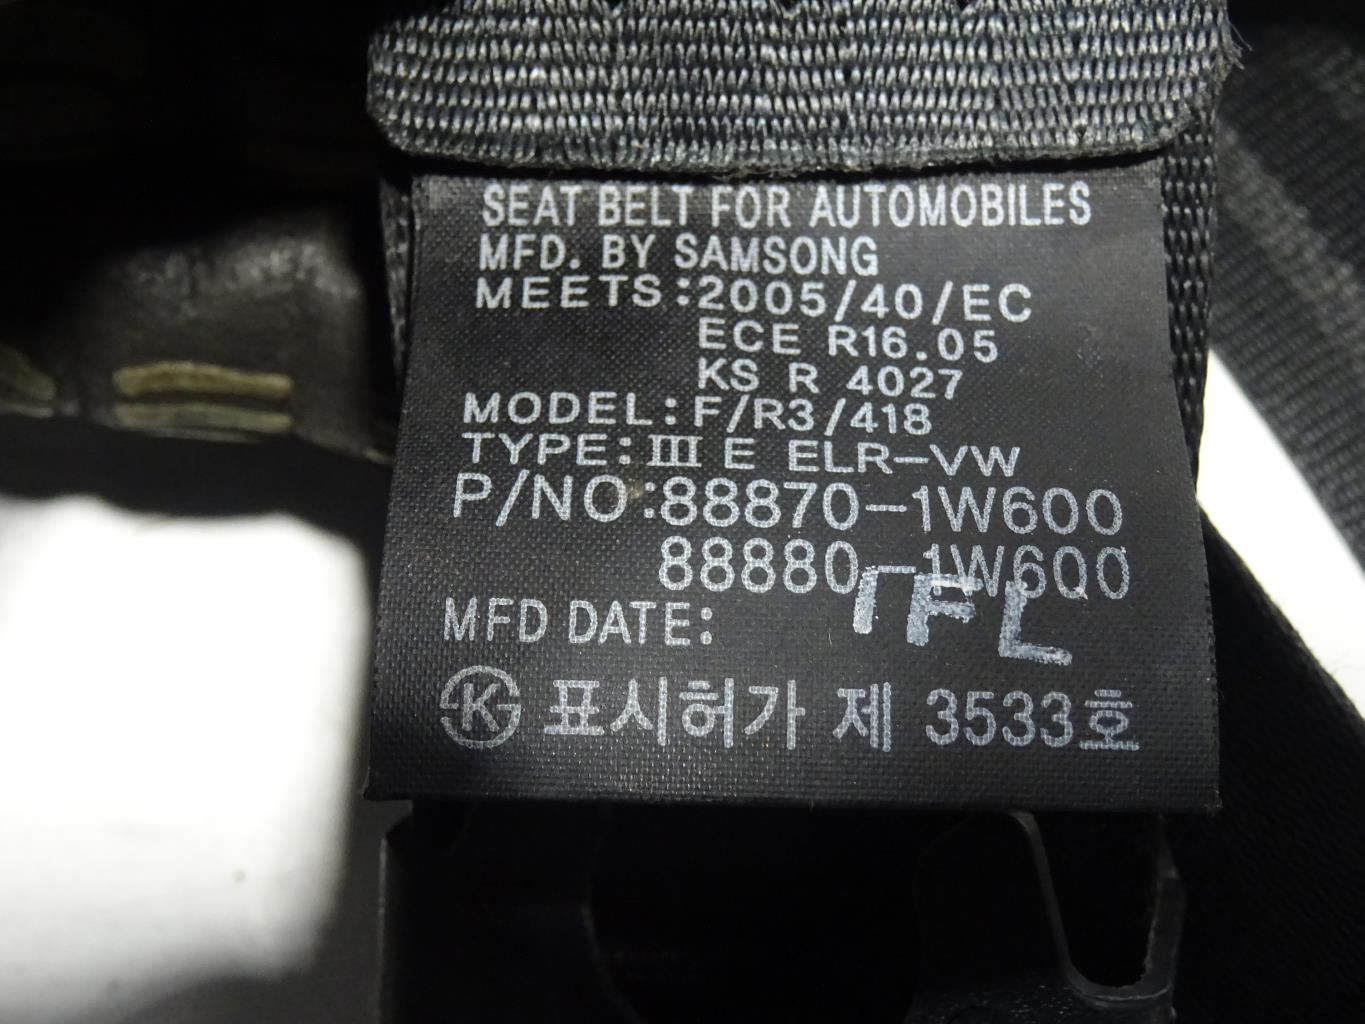 SEAT BELT FOR AUTOMOBILES
MFD. BY SAMSONG
MEETS:2005/40/EC
ECE R16.05
KS R 4027
MODEL:F/R3/418
TYPE:III E ELR-VW
P/NO:88870-1W600
88880-1W600
MFD DATE: 1FL
K 표시허가 제 3533호